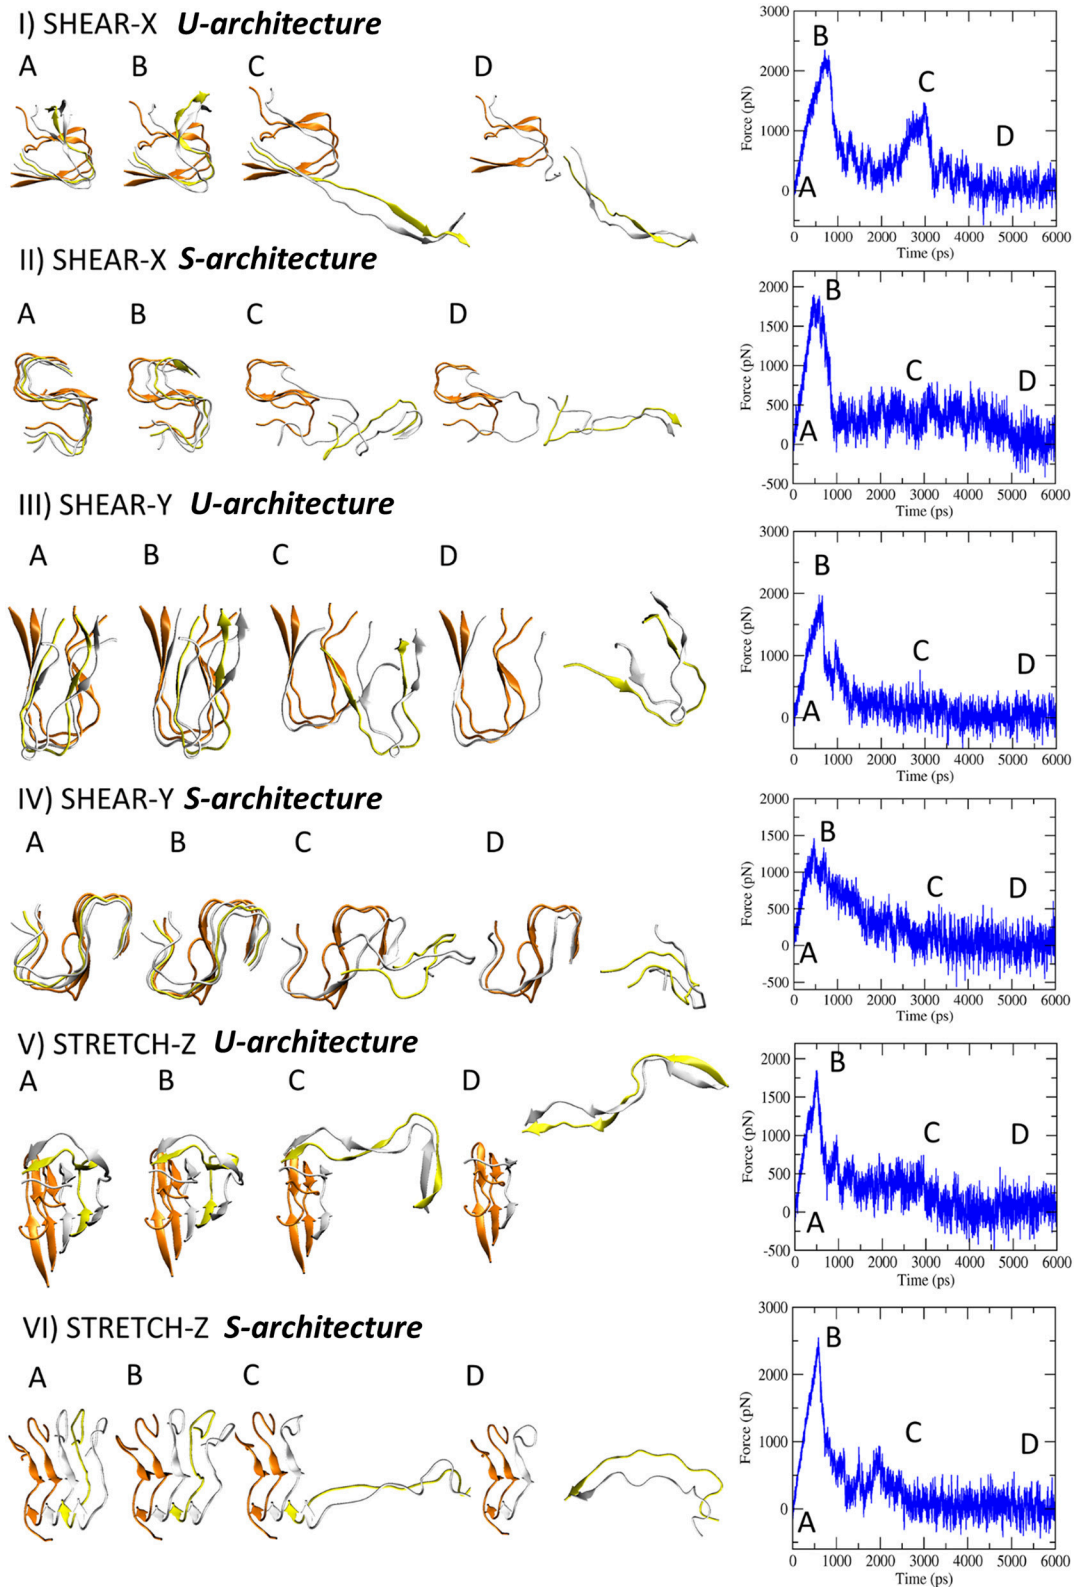 I) SHEAR-X U-architecture
A B C D
3000
2000
1000
0
Force (pN)
A B C D
0 1000 2000 3000 4000 5000 6000
Time (ps)
II) SHEAR-X S-architecture
A B C D
2000
1500
1000
500
0
-500
Force (pN)
A B C D
0 1000 2000 3000 4000 5000 6000
Time (ps)
III) SHEAR-Y U-architecture
A B C D
3000
2000
1000
0
Force (pN)
A B C D
0 1000 2000 3000 4000 5000 6000
Time (ps)
IV) SHEAR-Y S-architecture
A B C D
2000
1500
1000
500
0
-500
Force (pN)
A B C D
0 1000 2000 3000 4000 5000 6000
Time (ps)
V) STRETCH-Z U-architecture
A B C D
2000
1500
1000
500
0
-500
Force (pN)
A B C D
0 1000 2000 3000 4000 5000 6000
Time (ps)
VI) STRETCH-Z S-architecture
A B C D
3000
2000
1000
0
Force (pN)
A B C D
0 1000 2000 3000 4000 5000 6000
Time (ps)